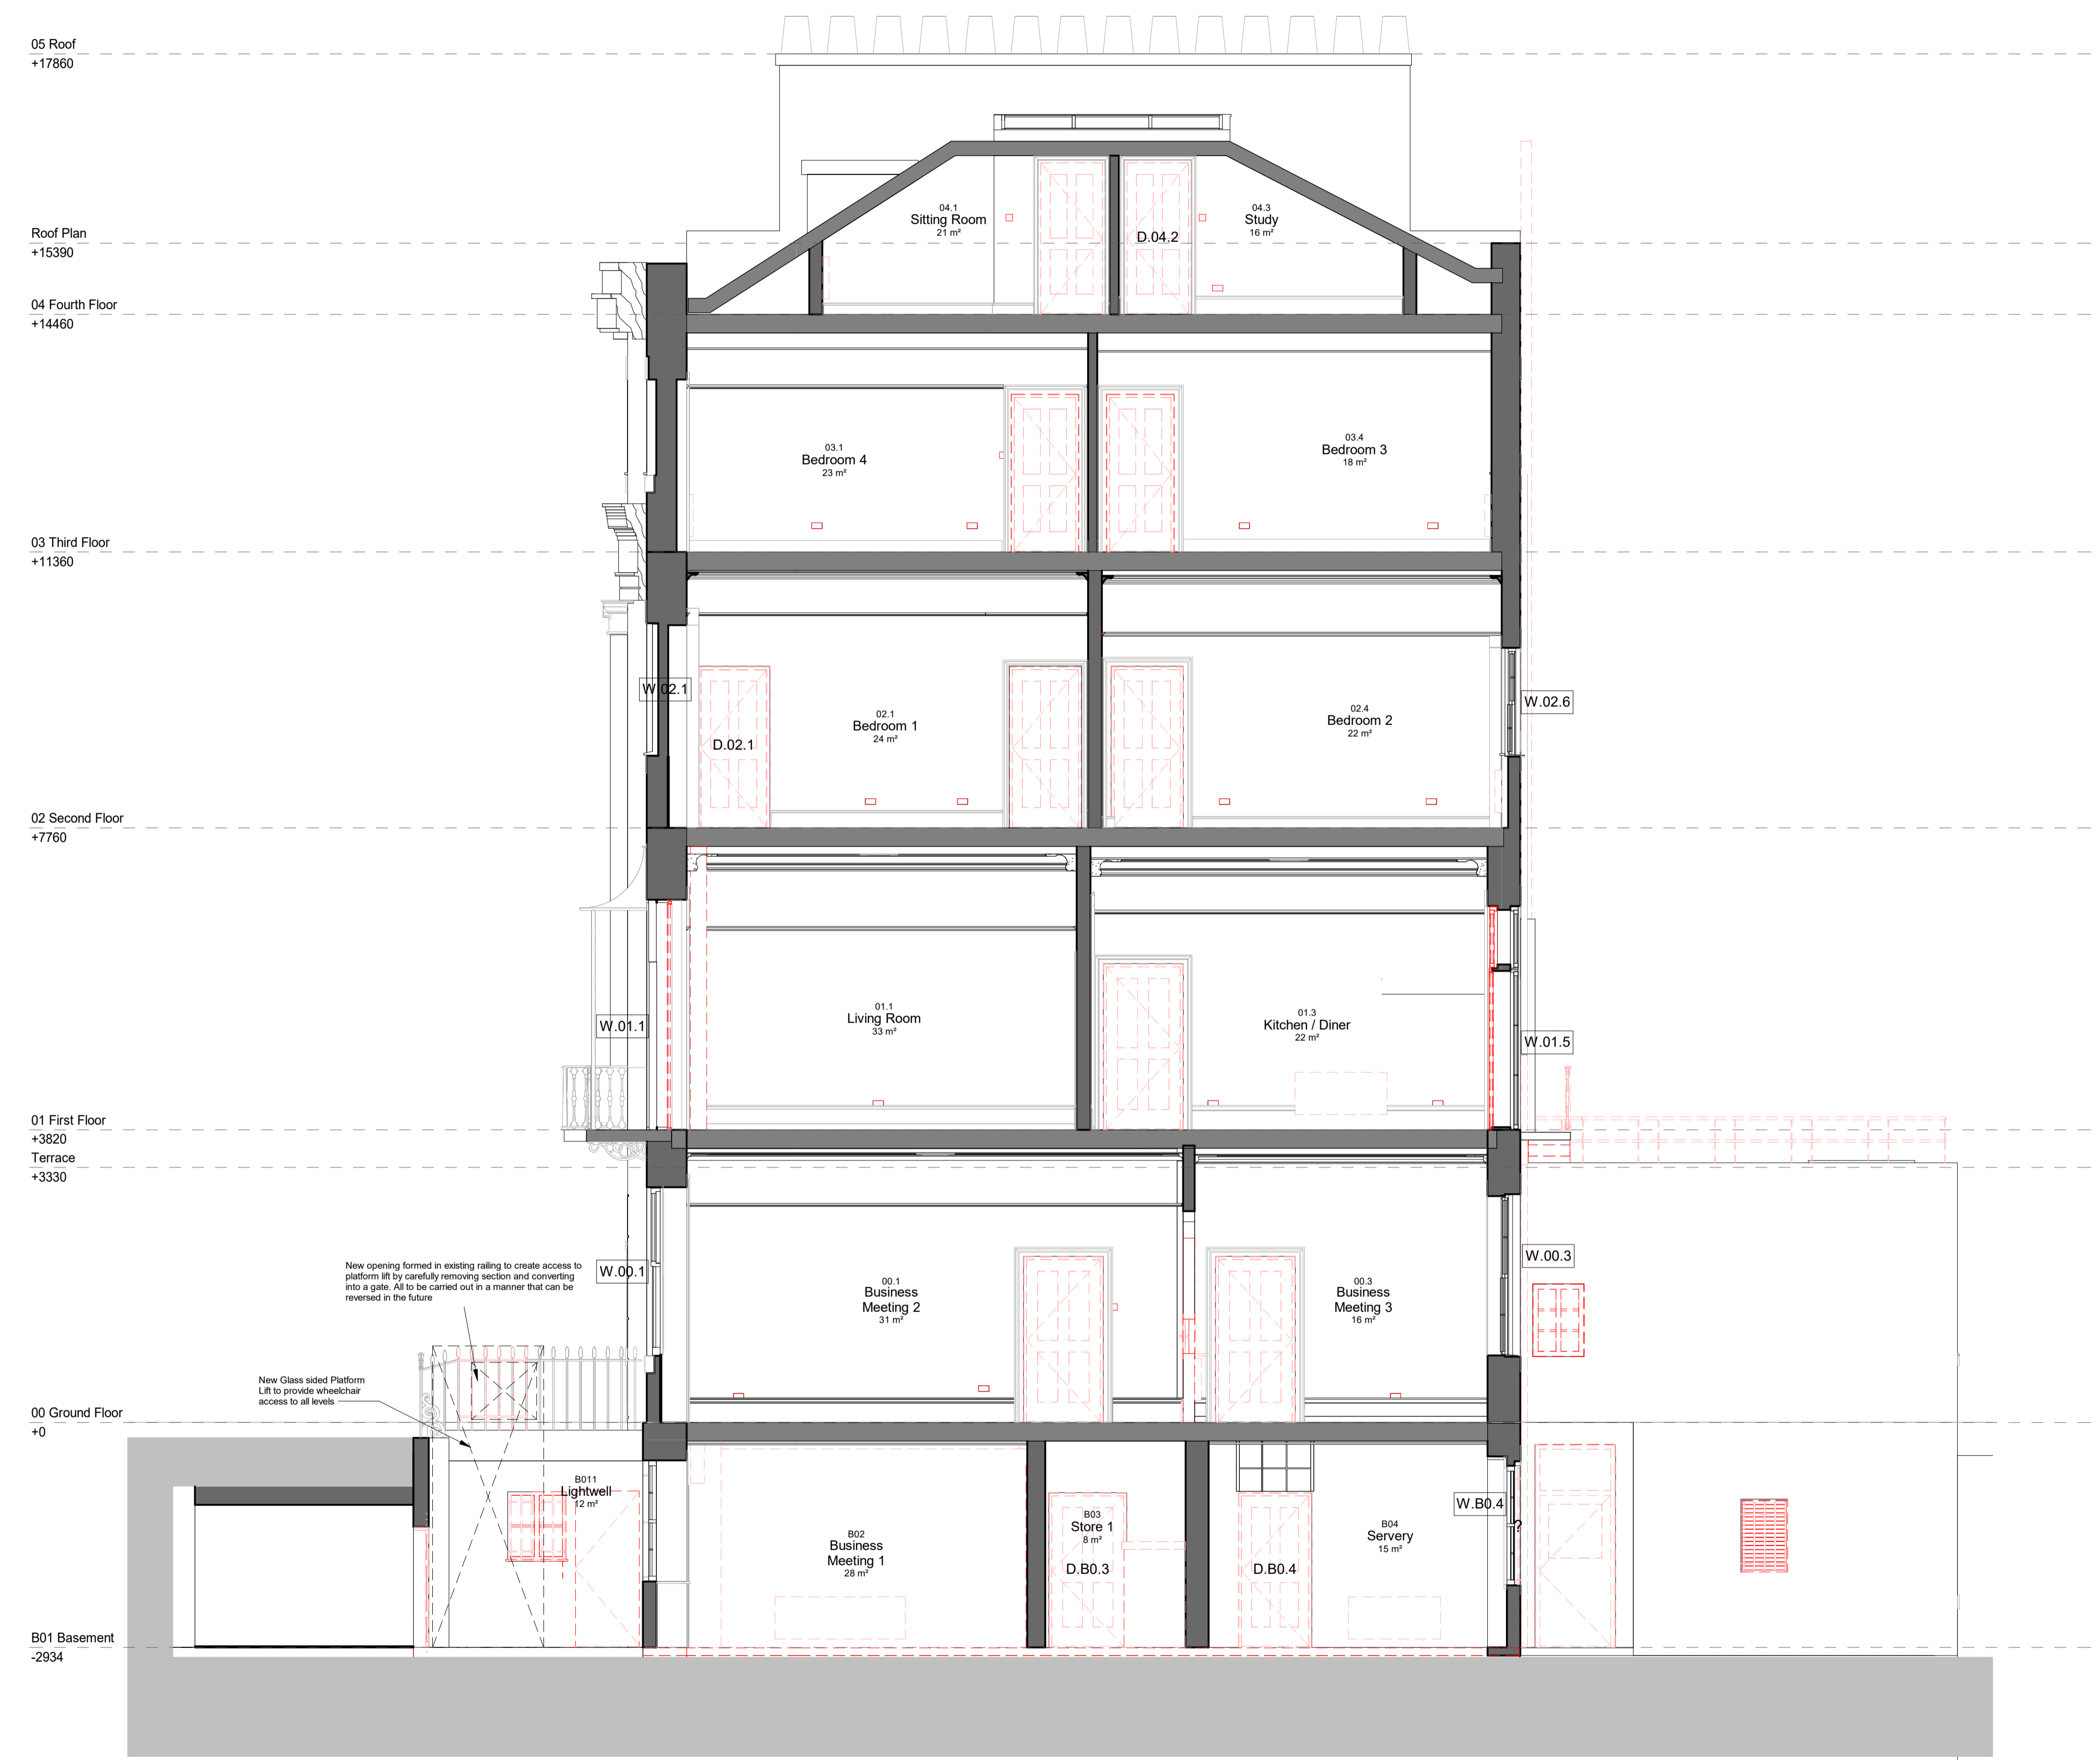 05 Roof
+17860
04.1
Sitting Room
21 m²
04.3
Study
16 m²
D.04.2
Roof Plan
+15390
04 Fourth Floor
+14460
03.1
Bedroom 4
23 m²
03.4
Bedroom 3
18 m²
03 Third Floor
+11360
W.02.1
D.02.1
02.1
Bedroom 1
24 m²
02.4
Bedroom 2
22 m²
W.02.6
02 Second Floor
+7760
W.01.1
01.1
Living Room
33 m²
01.3
Kitchen / Diner
22 m²
W.01.5
01 First Floor
+3820
Terrace
+3330
New opening formed in existing railing to create access to
platform lift by carefully removing section and converting
into a gate. All to be carried out in a manner that can be
reversed in the future
W.00.1
00.1
Business
Meeting 2
31 m²
00.3
Business
Meeting 3
16 m²
W.00.3
New Glass sided Platform
Lift to provide wheelchair
access to all levels
00 Ground Floor
+0
B011
Lightwell
12 m²
B02
Business
Meeting 1
28 m²
B03
Store 1
8 m²
D.B0.3
D.B0.4
B04
Servery
15 m²
W.B0.4
?
B01 Basement
-2934